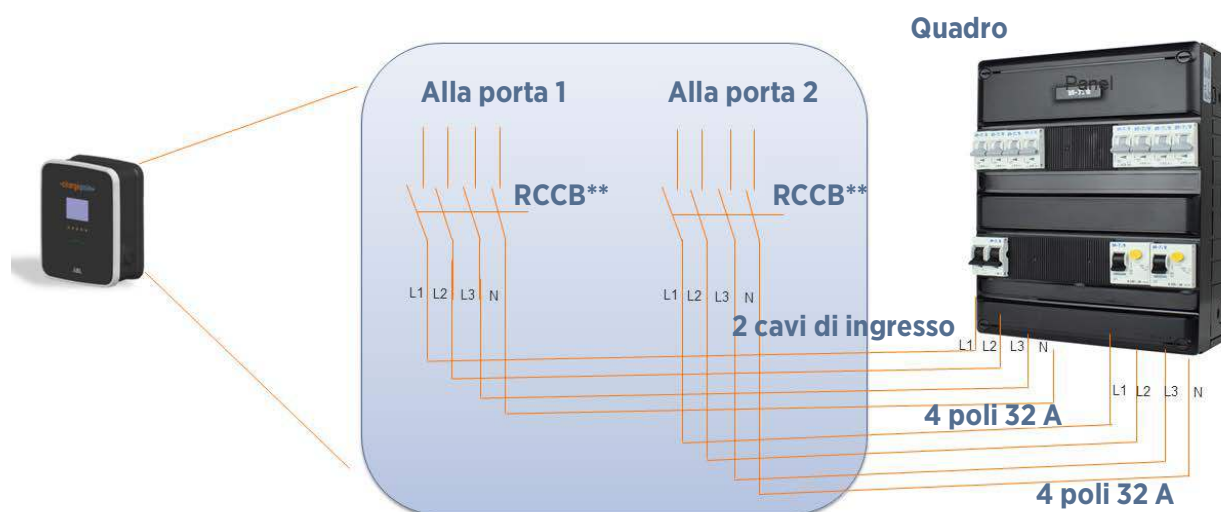 Quadro
Panel
Alla porta 1
Alla porta 2
RCCB**
RCCB**
L1 L2 L3 N
L1 L2 L3 N
2 cavi di ingresso
L1 L2 L3 N
L1 L2 L3 N
4 poli 32 A
4 poli 32 A